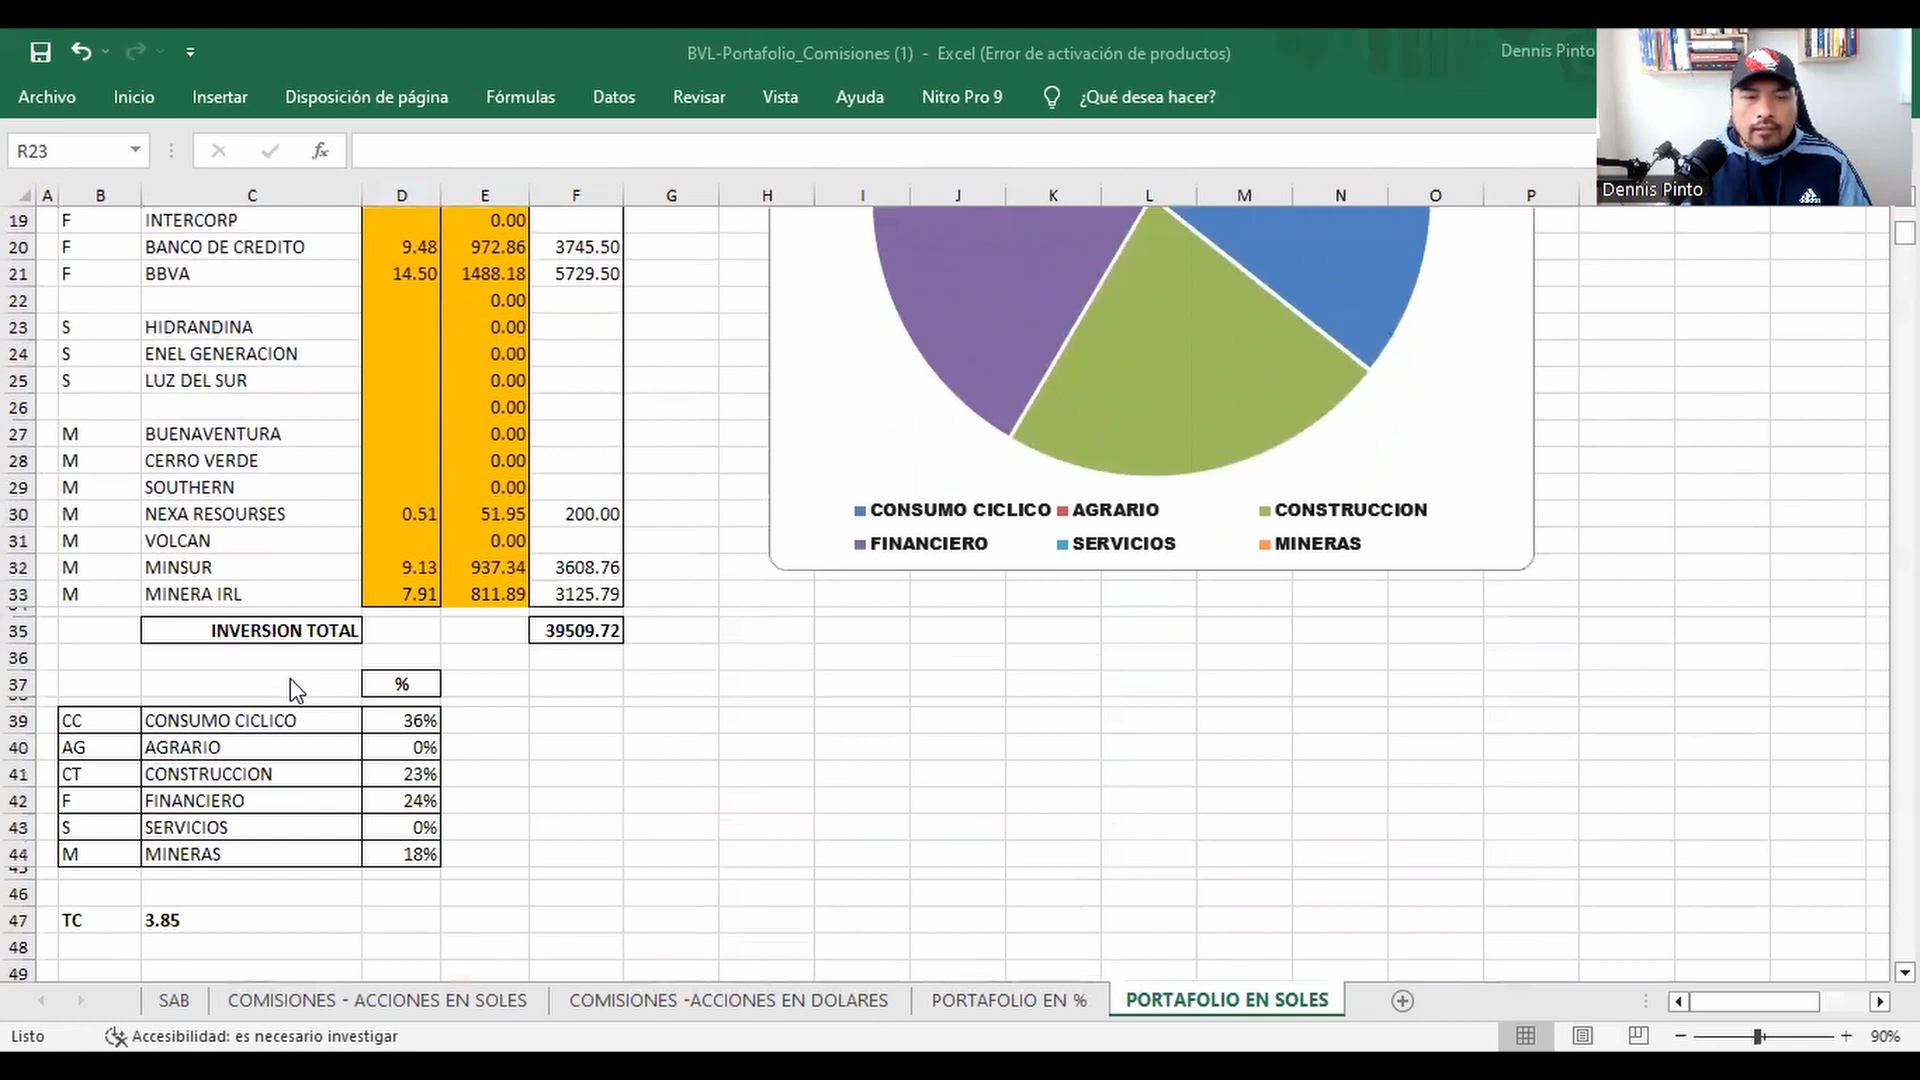 BVL-Portafolio_Comisiones (1) - Excel (Error de activación de productos)
Dennis Pinto
Archivo Inicio Insertar Disposición de página Fórmulas Datos Revisar Vista Ayuda Nitro Pro 9 ¿Qué desea hacer?
R23 fx
Dennis Pinto
A B C D E F G H I J K L M N O P
19 F INTERCORP 0.00
20 F BANCO DE CREDITO 9.48 972.86 3745.50
21 F BBVA 14.50 1488.18 5729.50
22 0.00
23 S HIDRANDINA 0.00
24 S ENEL GENERACION 0.00
25 S LUZ DEL SUR 0.00
26 0.00
27 M BUENAVENTURA 0.00
28 M CERRO VERDE 0.00
29 M SOUTHERN 0.00
30 M NEXA RESOURSES 0.51 51.95 200.00
31 M VOLCAN 0.00
32 M MINSUR 9.13 937.34 3608.76
33 M MINERA IRL 7.91 811.89 3125.79
35 INVERSION TOTAL 39509.72
36
37 %
39 CC CONSUMO CICLICO 36%
40 AG AGRARIO 0%
41 CT CONSTRUCCION 23%
42 F FINANCIERO 24%
43 S SERVICIOS 0%
44 M MINERAS 18%
46
47 TC 3.85
48
49
CONSUMO CICLICO AGRARIO CONSTRUCCION
FINANCIERO SERVICIOS MINERAS
SAB COMISIONES - ACCIONES EN SOLES COMISIONES -ACCIONES EN DOLARES PORTAFOLIO EN % PORTAFOLIO EN SOLES
Listo Accesibilidad: es necesario investigar 90%